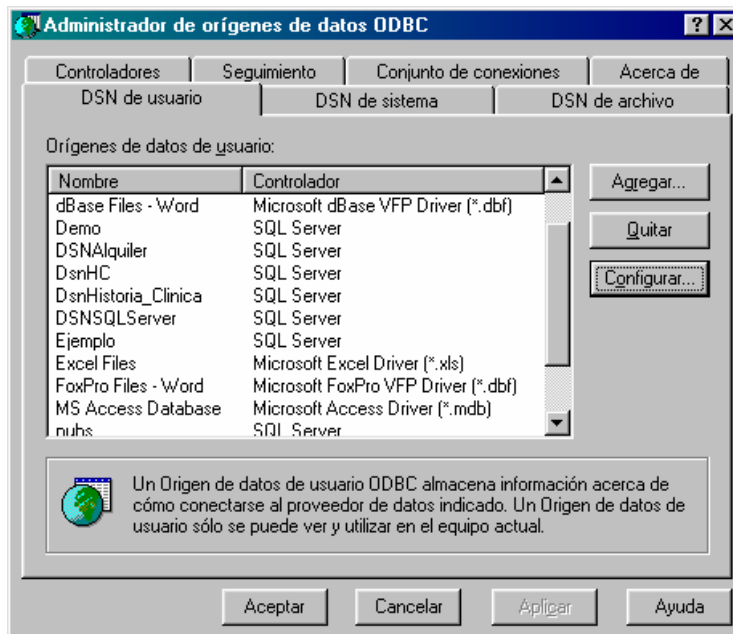 Administrador de orígenes de datos ODBC
Controladores Seguimiento Conjunto de conexiones Acerca de
DSN de usuario DSN de sistema DSN de archivo
Orígenes de datos de usuario:
Nombre Controlador
dBase Files - Word Microsoft dBase VFP Driver (*.dbf)
Demo SQL Server
DSNAlquiler SQL Server
DsnHC SQL Server
DsnHistoria_Clinica SQL Server
DSNSQLServer SQL Server
Ejemplo SQL Server
Excel Files Microsoft Excel Driver (*.xls)
FoxPro Files - Word Microsoft FoxPro VFP Driver (*.dbf)
MS Access Database Microsoft Access Driver (*.mdb)
pubs SQL Server
Agregar...
Quitar
Configurar...
Un Origen de datos de usuario ODBC almacena información acerca de
cómo conectarse al proveedor de datos indicado. Un Origen de datos de
usuario sólo se puede ver y utilizar en el equipo actual.
Aceptar Cancelar Aplicar Ayuda